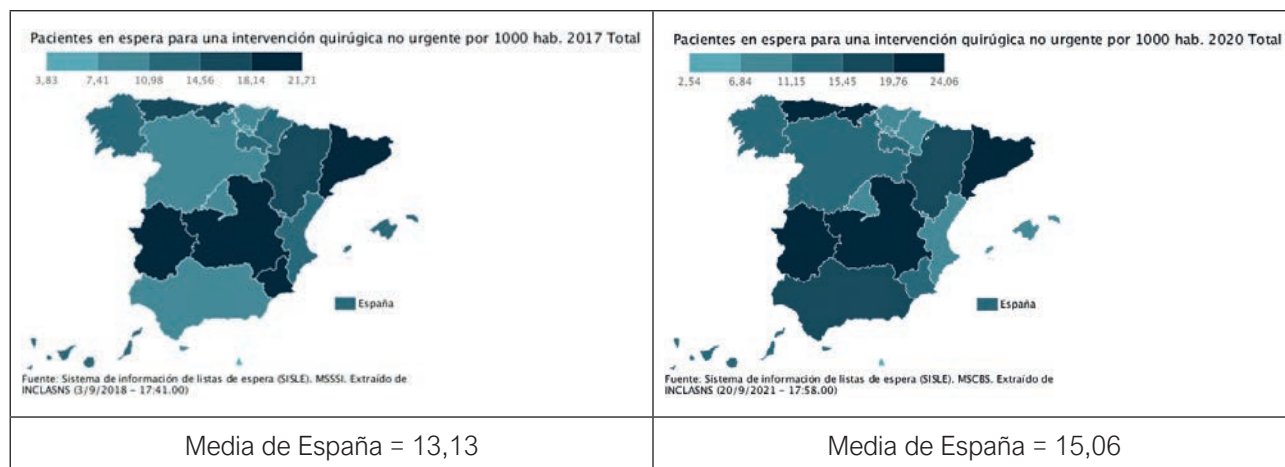 Pacientes en espera para una intervención quirúgica no urgente por 1000 hab. 2017 Total
3,83 7,41 10,98 14,56 18,14 21,71
España
Fuente: Sistema de información de listas de espera (SISLE). MSSSI. Extraído de
INCLASNS (3/9/2018 – 17:41.00)
Media de España = 13,13
Pacientes en espera para una intervención quirúgica no urgente por 1000 hab. 2020 Total
2,54 6,84 11,15 15,45 19,76 24,06
España
Fuente: Sistema de información de listas de espera (SISLE). MSCBS. Extraído de
INCLASNS (20/9/2021 – 17:58.00)
Media de España = 15,06